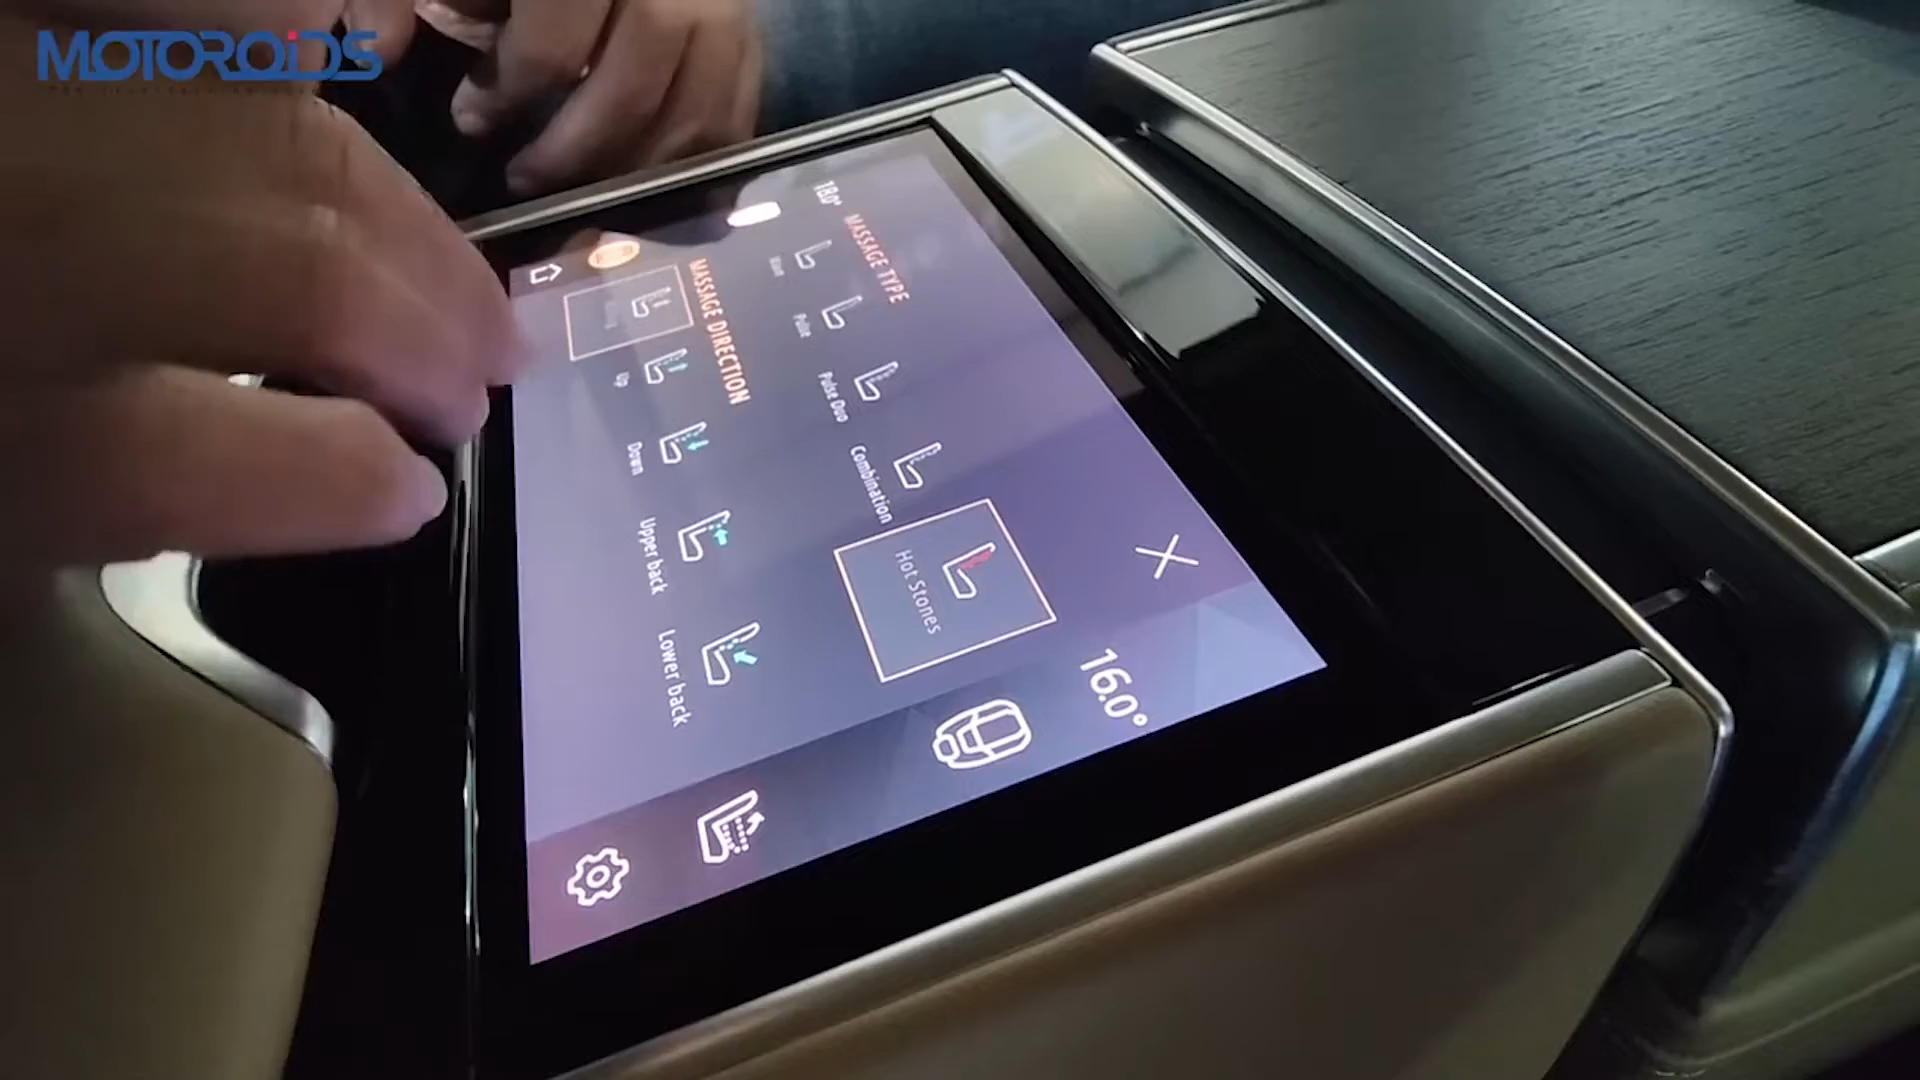 MOTOROIDS
18.0°
MASSAGE TYPE
Wave
Pulse
Pulse Duo
Combination
Hot Stones
MASSAGE DIRECTION
Up
Down
Upper back
Lower back
16.0°